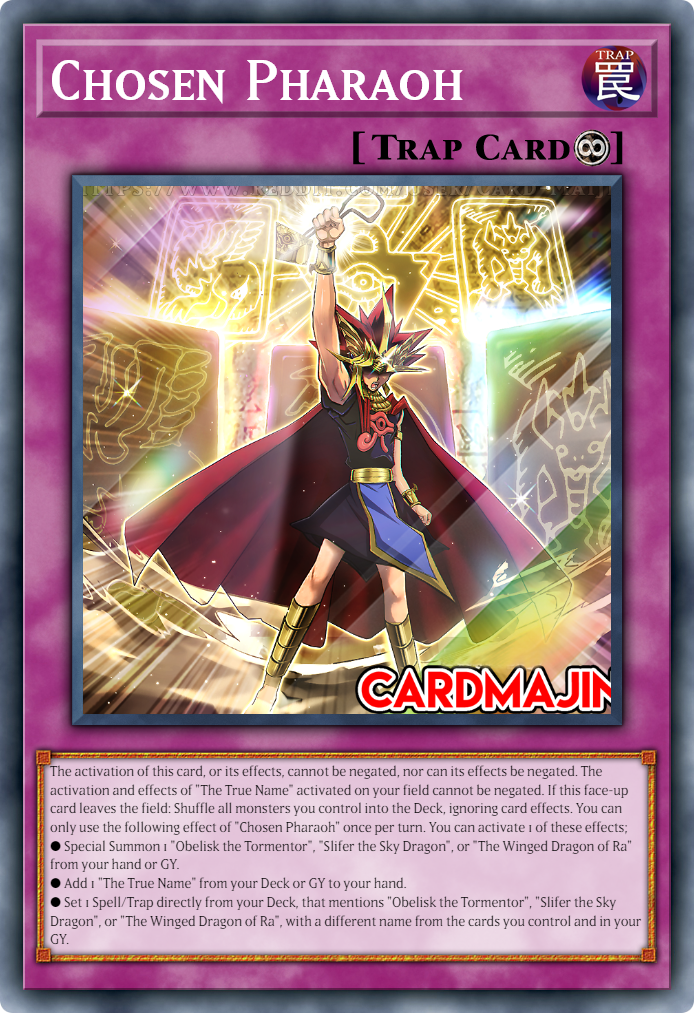 Chosen Pharaoh
TRAP
罠
[ Trap Card ]
HTTPS://WWW.REDDIT.COM/USER/CARDMAJIN
CARDMAJIN
The activation of this card, or its effects, cannot be negated, nor can its effects be negated. The
activation and effects of "The True Name" activated on your field cannot be negated. If this face-up
card leaves the field: Shuffle all monsters you control into the Deck, ignoring card effects. You can
only use the following effect of "Chosen Pharaoh" once per turn. You can activate 1 of these effects;
● Special Summon 1 "Obelisk the Tormentor", "Slifer the Sky Dragon", or "The Winged Dragon of Ra"
from your hand or GY.
● Add 1 "The True Name" from your Deck or GY to your hand.
● Set 1 Spell/Trap directly from your Deck, that mentions "Obelisk the Tormentor", "Slifer the Sky
Dragon", or "The Winged Dragon of Ra", with a different name from the cards you control and in your
GY.